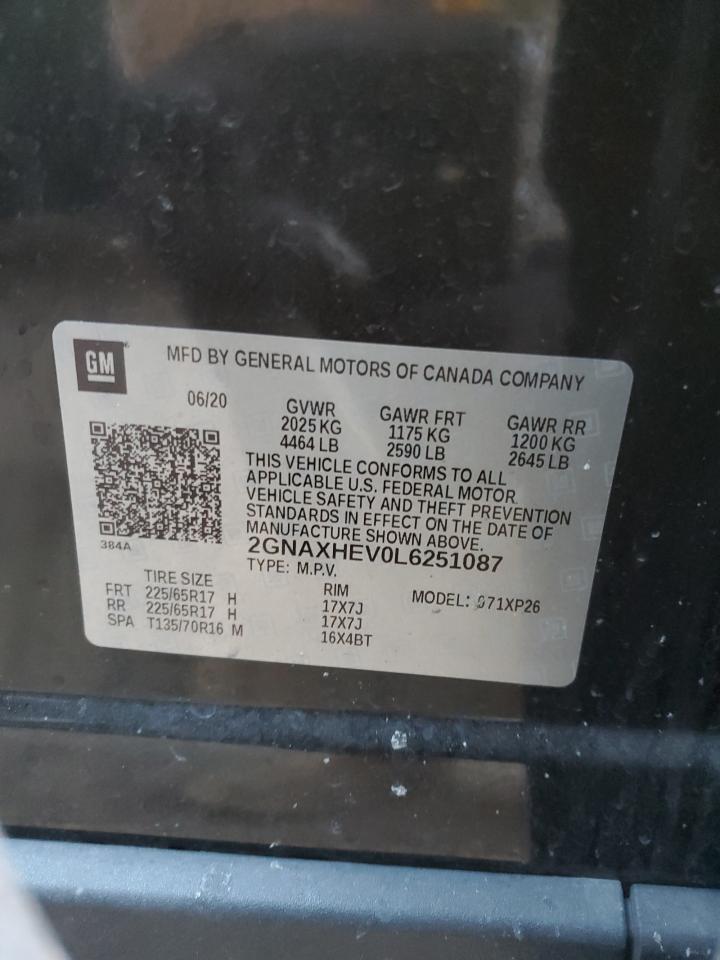 GM
MFD BY GENERAL MOTORS OF CANADA COMPANY
06/20
GVWR
2025 KG
4464 LB
GAWR FRT
1175 KG
2590 LB
GAWR RR
1200 KG
2645 LB
THIS VEHICLE CONFORMS TO ALL
APPLICABLE U.S. FEDERAL MOTOR
VEHICLE SAFETY AND THEFT PREVENTION
STANDARDS IN EFFECT ON THE DATE OF
MANUFACTURE SHOWN ABOVE.
384A
2GNAXHEV0L6251087
TYPE: M.P.V.
TIRE SIZE
FRT 225/65R17 H
RR 225/65R17 H
SPA T135/70R16 M
RIM
17X7J
17X7J
16X4BT
MODEL: